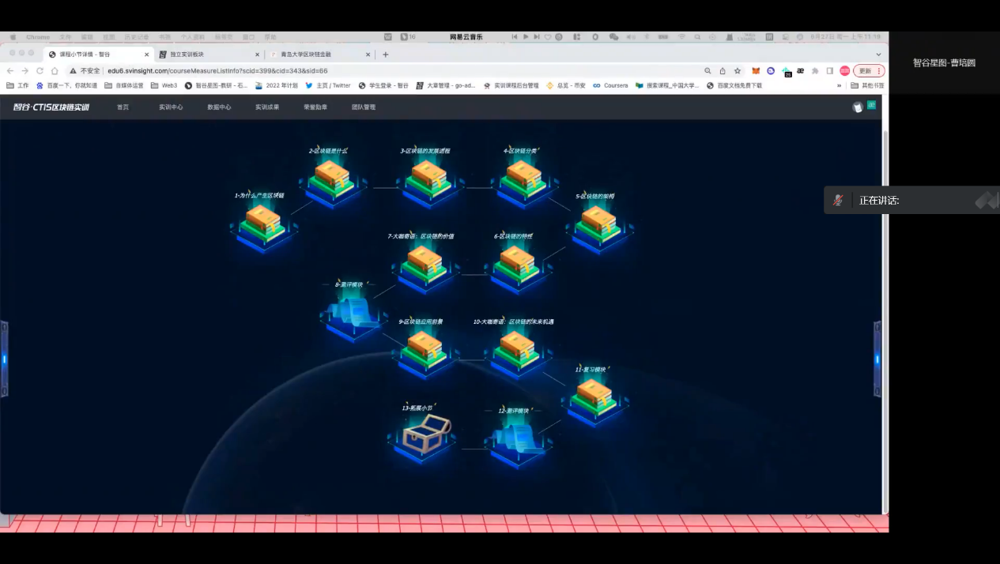 Chrome 文件 编辑 视图 历史记录 书签 个人资料 标签页 窗口 帮助 16 网易云音乐 6月27日 周一 上午11:19
课程小节详情 - 智谷 独立实训板块 青岛大学区块链金融
不安全 edu6.svinsight.com/courseMeasureListInfo?scid=399&cid=343&sid=66 25 更新
工作 百度一下，你就知道 自媒体运营 Web3 智谷星图-教研 - 石... 2022 年计划 主页 / Twitter 学生登录 - 智谷 大章管理 - go-ad... 实训课程后台管理 总览 - 币安 Coursera 搜索课程_中国大学... 百度文档免费下载 其他书签
智谷·CTIS区块链实训 首页 实训中心 数据中心 实训成果 荣誉勋章 团队管理
智谷星图-曹培圆
正在讲话:
2-区块链是什么 3-区块链的发展进程 4-区块链分类
1-为什么产生区块链 5-区块链的架构
7-大咖寄语：区块链的价值 6-区块链的特性
8-测评模块
9-区块链应用前景 10-大咖寄语：区块链的未来机遇
11-复习模块
13-拓展小节 12-测评模块